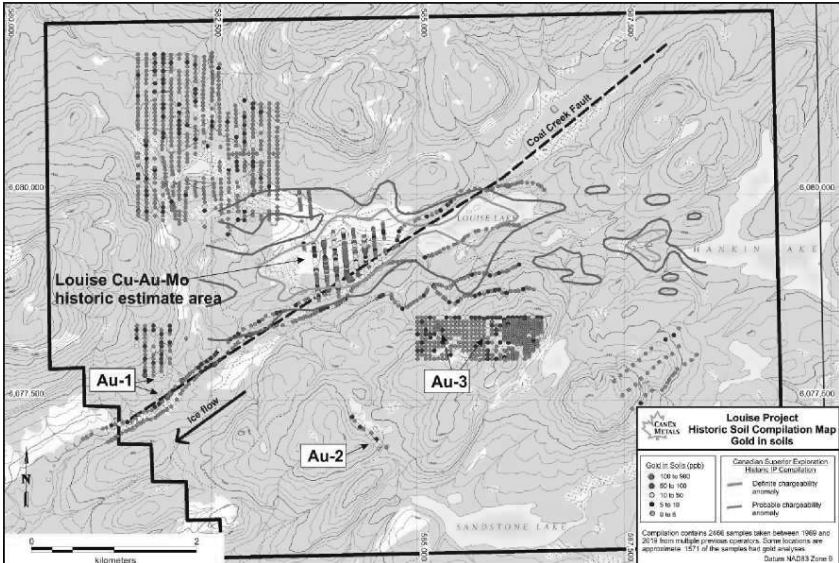 562,500
565,000
567,500
Coal Creek Fault
6,080,000
6,080,000
LOUISE LAKE
HANKIN LAKE
Louise Cu-Au-Mo
historic estimate area
Au-1
Au-3
6,677,500
6,677,500
Ice flow
Au-2
N
SANDSTONE LAKE
0
2
kilometers
565,000
567,500
CANEX
METALS
Louise Project
Historic Soil Compilation Map
Gold in soils
Gold in Soils (ppb)
100 to 960
50 to 100
10 to 50
5 to 10
0 to 5
Canadian Superior Exploration
Historic IP Compilation
Definite chargeability
anomaly
Probable chargeability
anomaly
Compilation contains 2466 samples taken between 1969 and
2019 from multiple previous operators. Some locations are
approximate. 1571 of the samples had gold analyses.
Datum NAD83 Zone 9